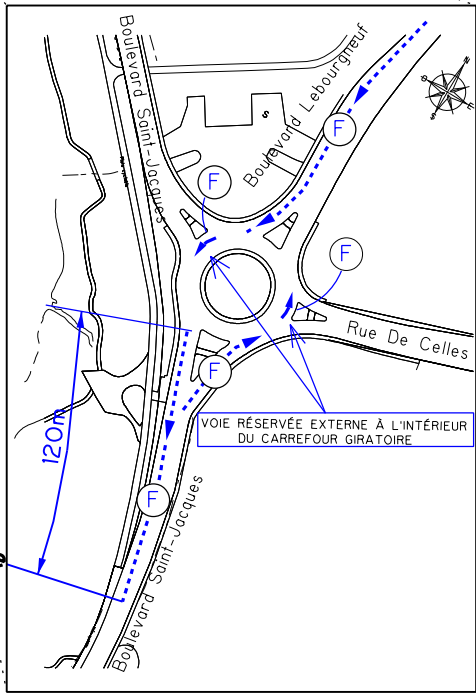 Boulevard Saint-Jacques
Boulevard Lebourgneuf
S
N
S
F
F
F
Rue De Celles
F
VOIE RÉSERVÉE EXTERNE À L'INTÉRIEUR
DU CARREFOUR GIRATOIRE
120m
F
Boulevard Saint-Jacques